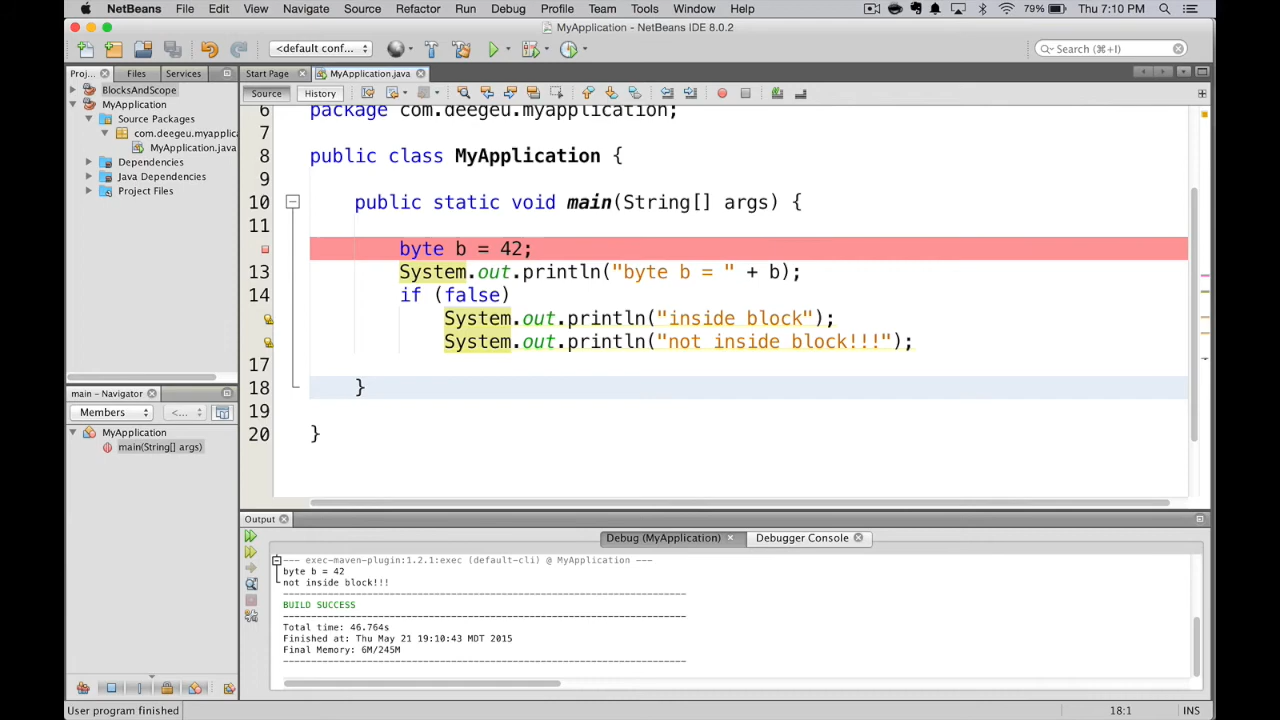 NetBeans File Edit View Navigate Source Refactor Run Debug Profile Team Tools Window Help 79% Thu 7:10 PM
MyApplication - NetBeans IDE 8.0.2
<default conf... Search (⌘+I)
Proj... Files Services Start Page MyApplication.java
Source History
BlocksAndScope
MyApplication
Source Packages
com.deegeu.myapplic
MyApplication.java
Dependencies
Java Dependencies
Project Files
6 package com.deegeu.myapplication;
7
8 public class MyApplication {
9
10 public static void main(String[] args) {
11
byte b = 42;
13 System.out.println("byte b = " + b);
14 if (false)
System.out.println("inside block");
System.out.println("not inside block!!!");
17
18 }
19
20 }
main - Navigator
Members <...
MyApplication
main(String[] args)
Output
Debug (MyApplication) Debugger Console
--- exec-maven-plugin:1.2.1:exec (default-cli) @ MyApplication ---
byte b = 42
not inside block!!!
------------------------------------------------------------------------
BUILD SUCCESS
------------------------------------------------------------------------
Total time: 46.764s
Finished at: Thu May 21 19:10:43 MDT 2015
Final Memory: 6M/245M
------------------------------------------------------------------------
User program finished 18:1 INS